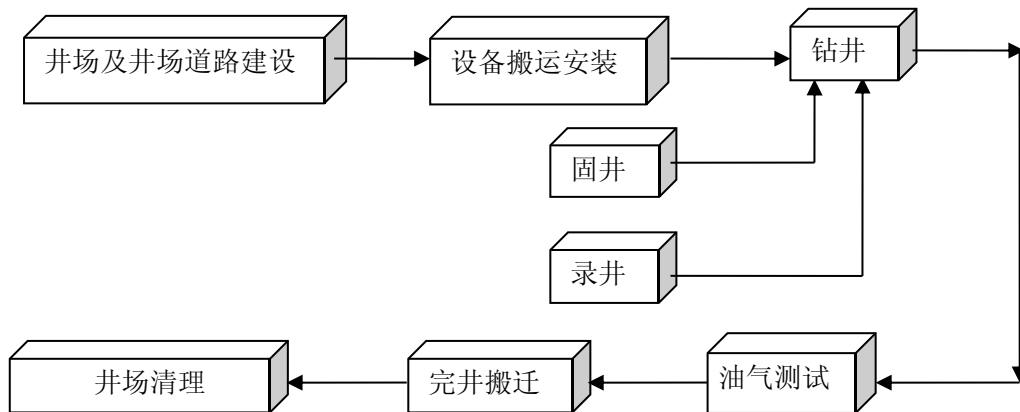 井场及井场道路建设
设备搬运安装
钻井
固井
录井
油气测试
完井搬迁
井场清理